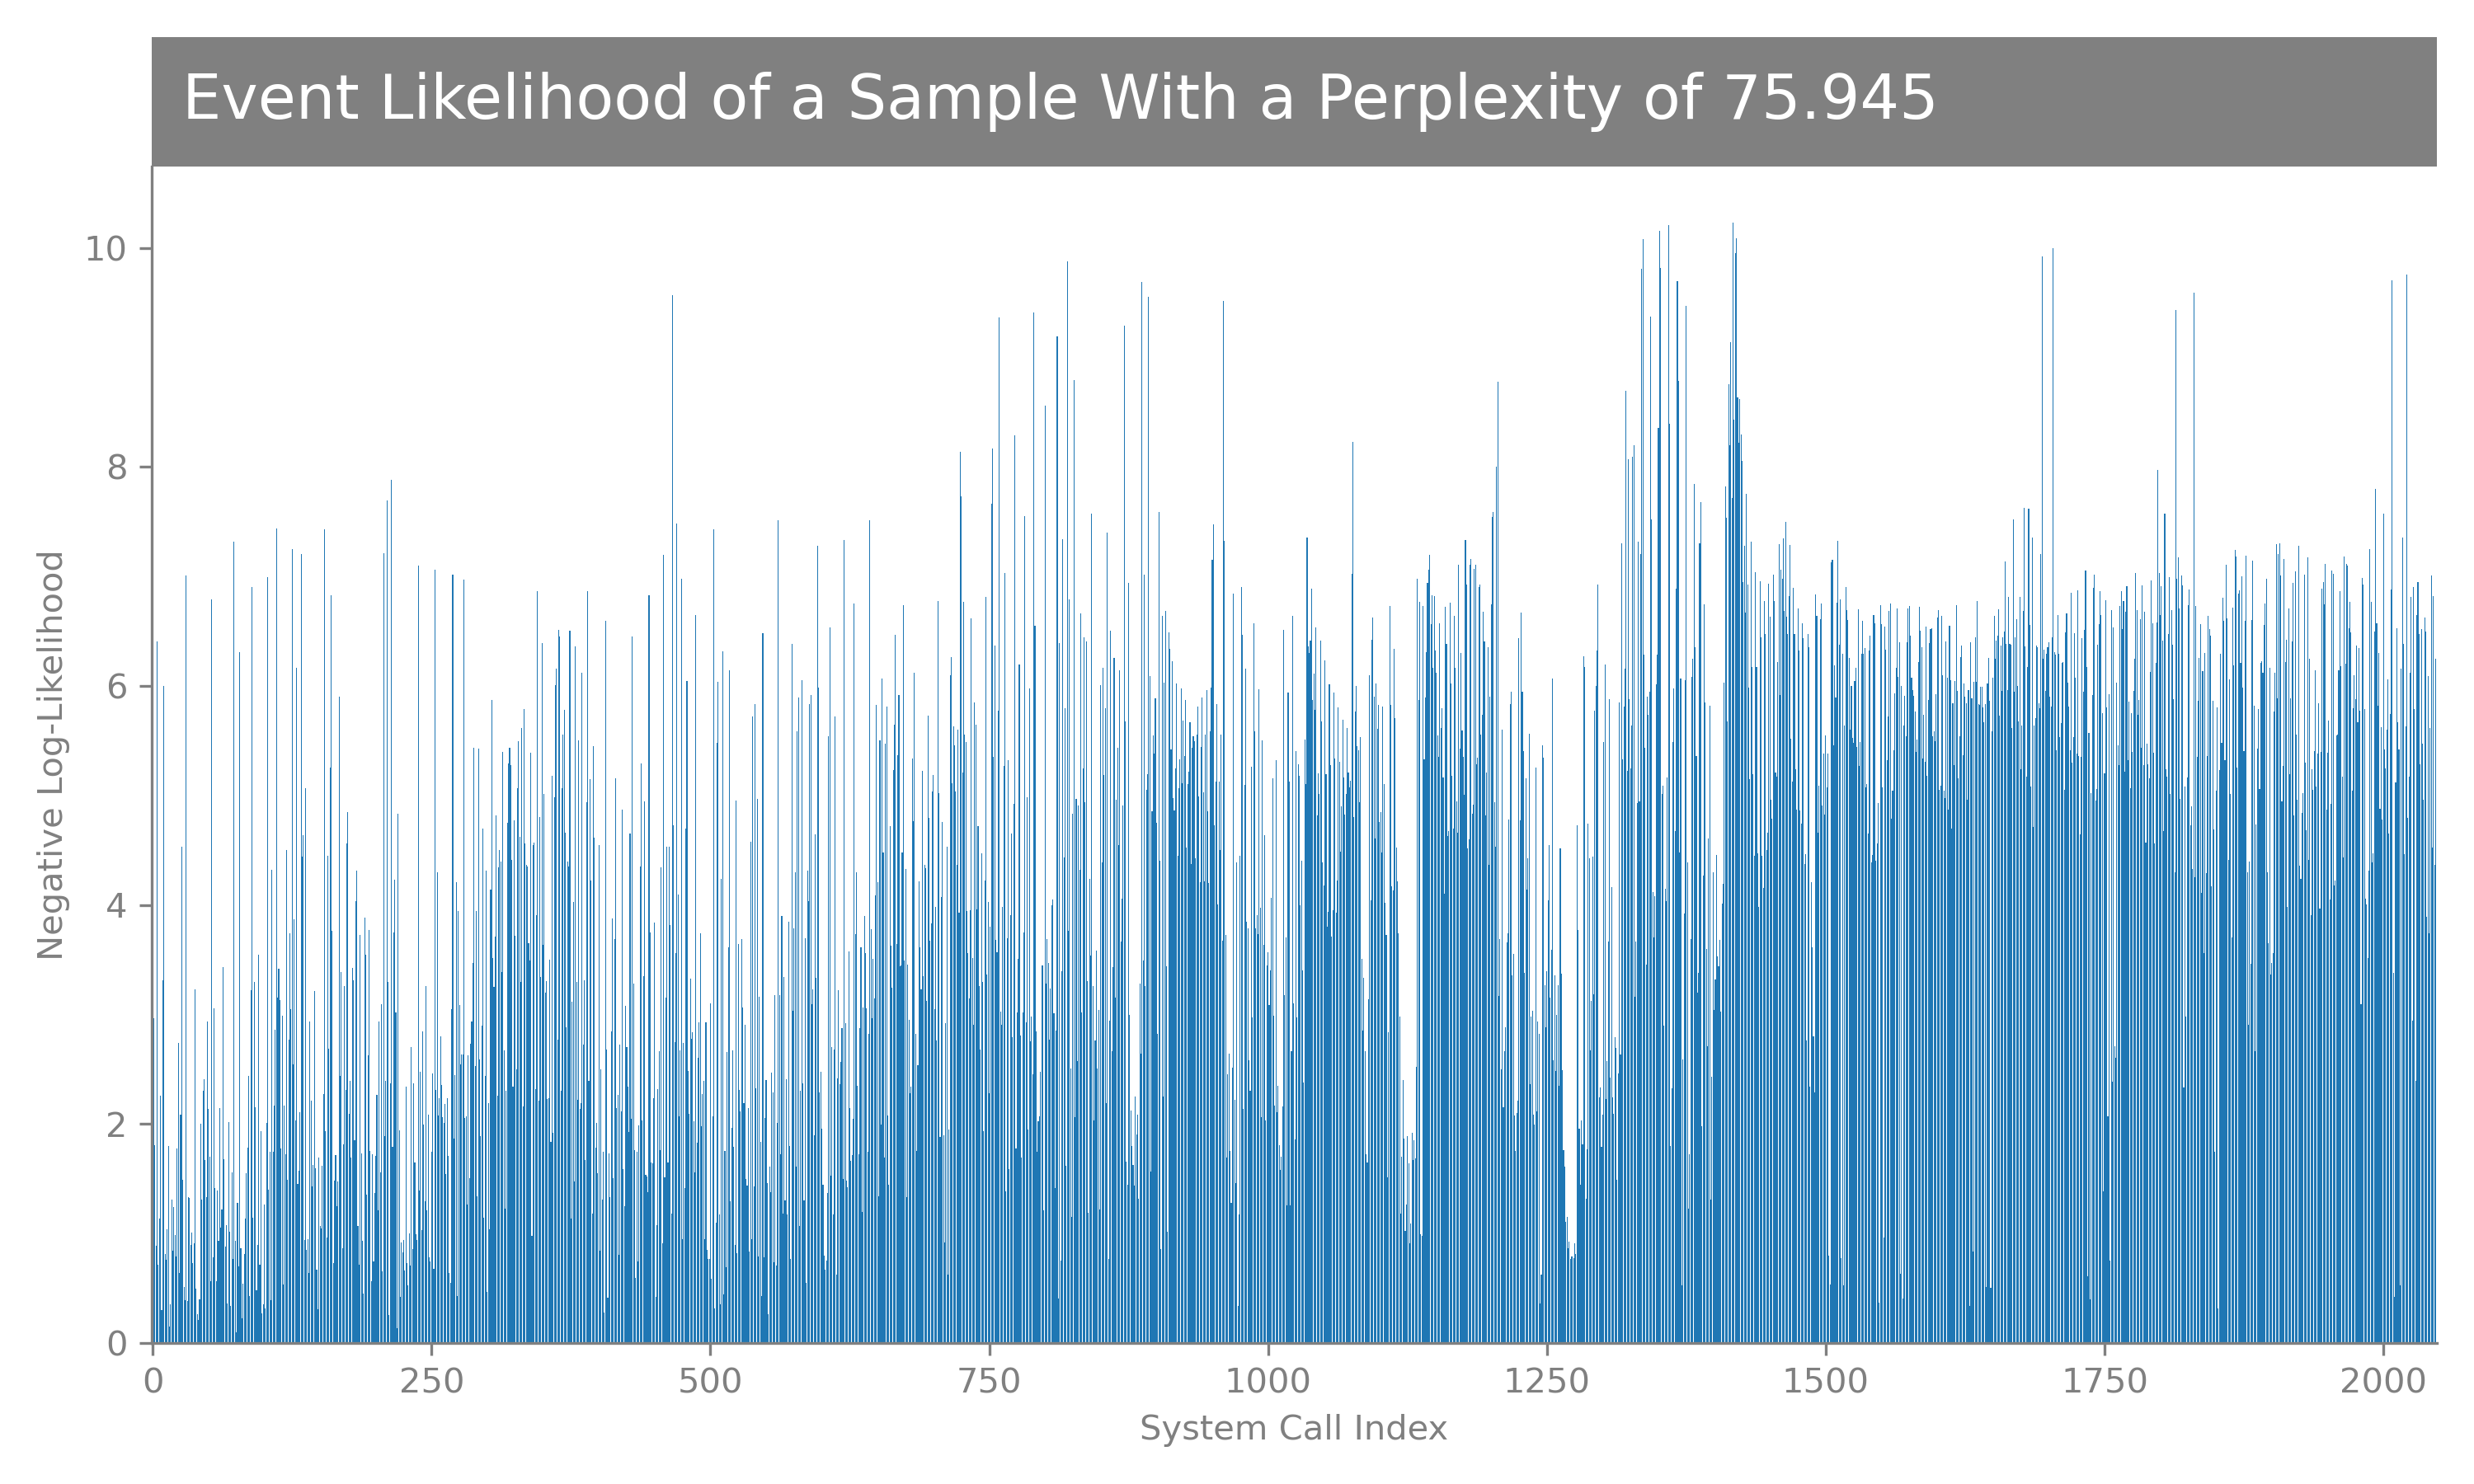 Event Likelihood of a Sample With a Perplexity of 75.945
Negative Log-Likelihood
10
8
6
4
2
0
0 250 500 750 1000 1250 1500 1750 2000
System Call Index